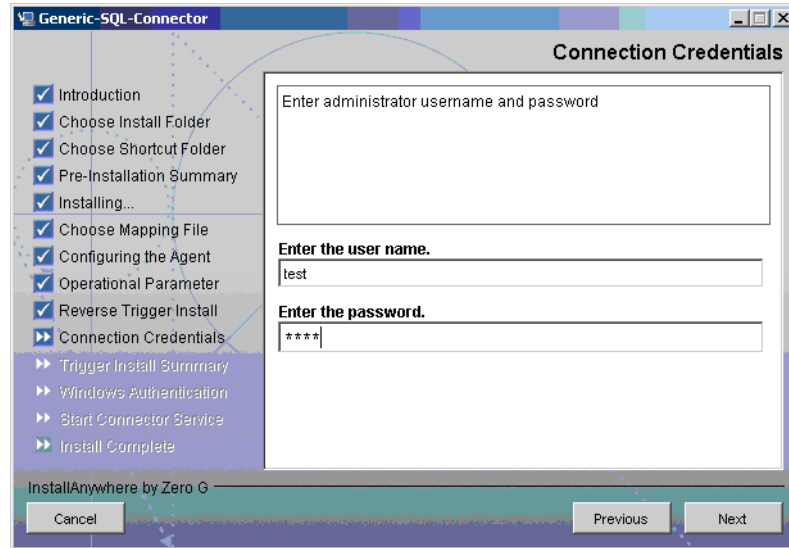 Generic-SQL-Connector
Connection Credentials
Introduction
Choose Install Folder
Choose Shortcut Folder
Pre-Installation Summary
Installing...
Choose Mapping File
Configuring the Agent
Operational Parameter
Reverse Trigger Install
Connection Credentials
Trigger Install Summary
Windows Authentication
Start Connector Service
Install Complete
Enter administrator username and password
Enter the user name.
test
Enter the password.
****
InstallAnywhere by Zero G
Cancel
Previous
Next